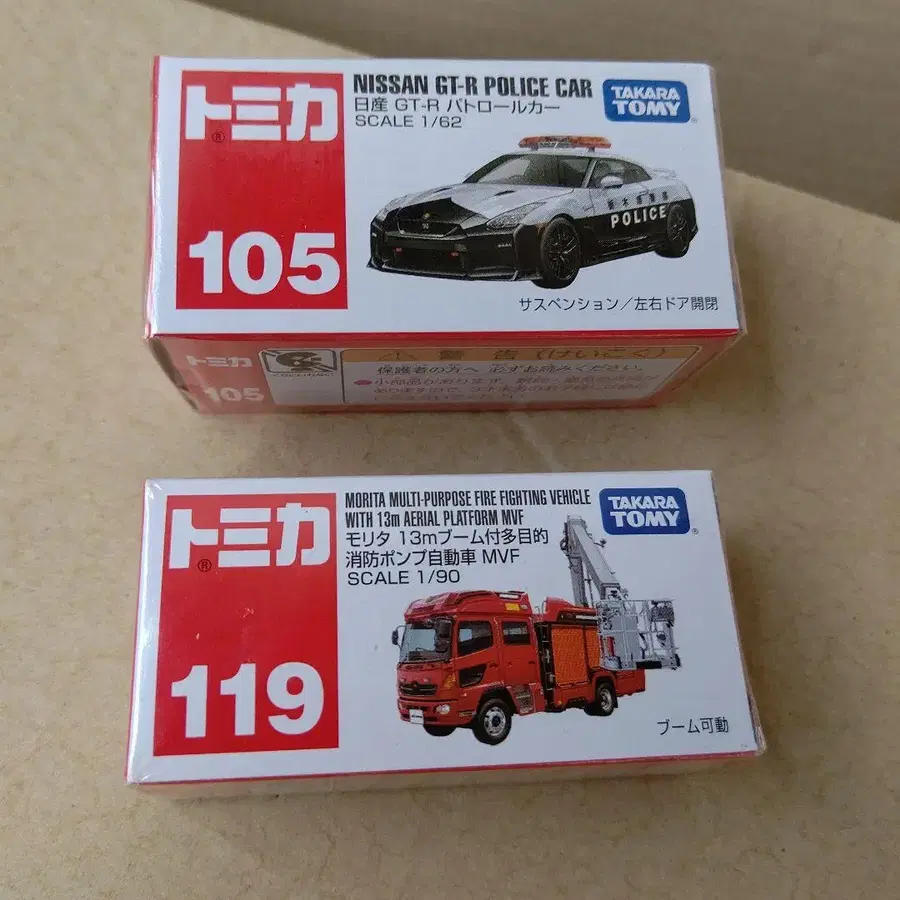 トミカ
®
105
NISSAN GT-R POLICE CAR
日産 GT-R パトロールカー
SCALE 1/62
TAKARA
TOMY
POLICE
サスペンション／左右ドア開閉
トミカ
105
小 警 告 (けいこく)
保護者の方へ 必ずお読みください。
トミカ
®
119
MORITA MULTI-PURPOSE FIRE FIGHTING VEHICLE
WITH 13m AERIAL PLATFORM MVF
モリタ 13mブーム付多目的
消防ポンプ自動車 MVF
SCALE 1/90
TAKARA
TOMY
ブーム可動